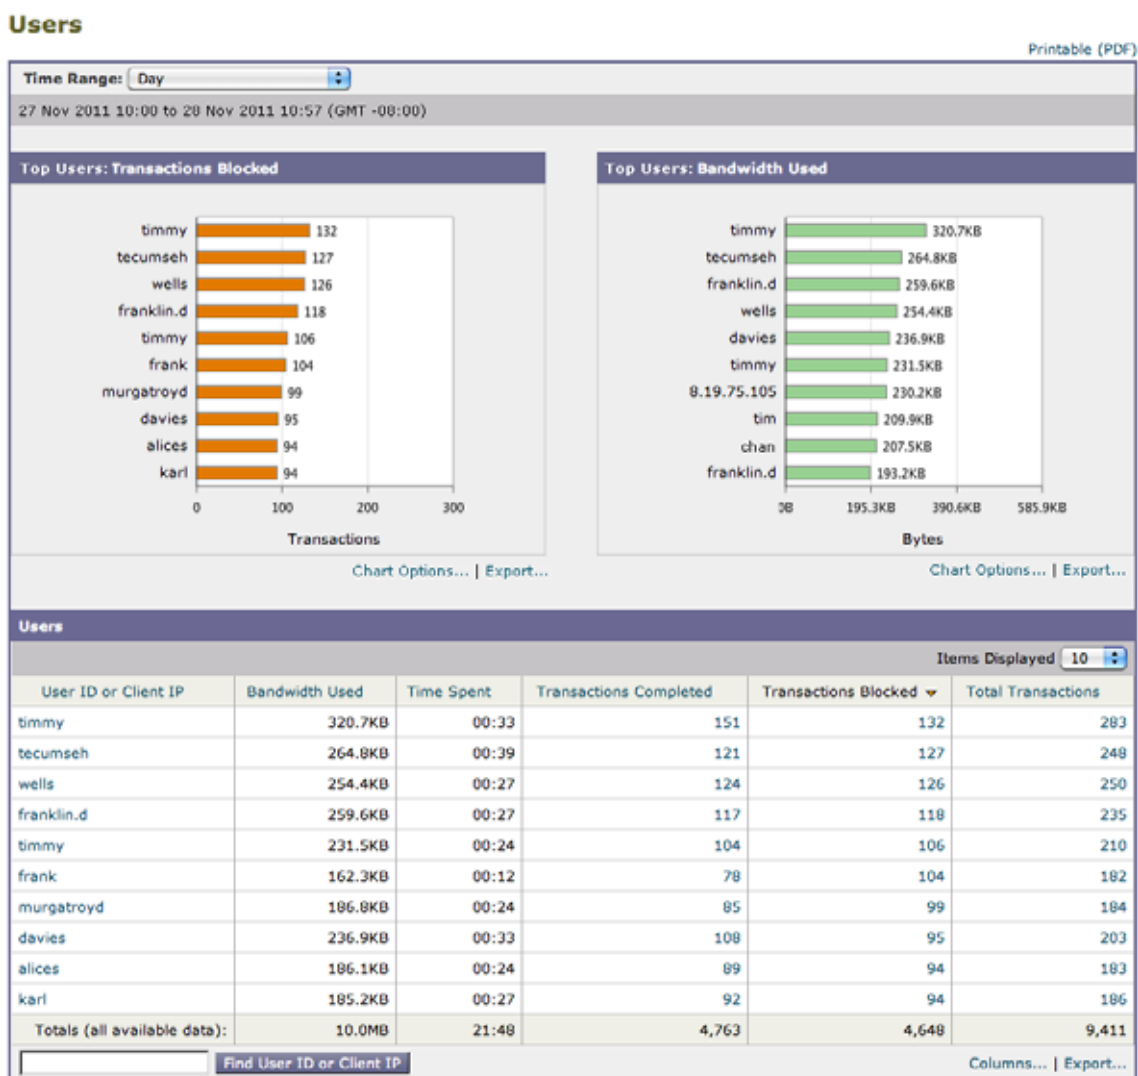 Users
Printable (PDF)
Time Range: Day
27 Nov 2011 10:00 to 28 Nov 2011 10:57 (GMT -08:00)
Top Users: Transactions Blocked
timmy 132
tecumseh 127
wells 126
franklin.d 118
timmy 106
frank 104
murgatroyd 99
davies 95
alices 94
karl 94
0 100 200 300
Transactions
Chart Options... | Export...
Top Users: Bandwidth Used
timmy 320.7KB
tecumseh 264.8KB
franklin.d 259.6KB
wells 254.4KB
davies 236.9KB
timmy 231.5KB
8.19.75.105 230.2KB
tim 209.9KB
chan 207.5KB
franklin.d 193.2KB
0B 195.3KB 390.6KB 585.9KB
Bytes
Chart Options... | Export...
Users
Items Displayed 10
User ID or Client IP Bandwidth Used Time Spent Transactions Completed Transactions Blocked Total Transactions
timmy 320.7KB 00:33 151 132 283
tecumseh 264.8KB 00:39 121 127 248
wells 254.4KB 00:27 124 126 250
franklin.d 259.6KB 00:27 117 118 235
timmy 231.5KB 00:24 104 106 210
frank 162.3KB 00:12 78 104 182
murgatroyd 186.8KB 00:24 85 99 184
davies 236.9KB 00:33 108 95 203
alices 186.1KB 00:24 89 94 183
karl 185.2KB 00:27 92 94 186
Totals (all available data): 10.0MB 21:48 4,763 4,648 9,411
Find User ID or Client IP
Columns... | Export...